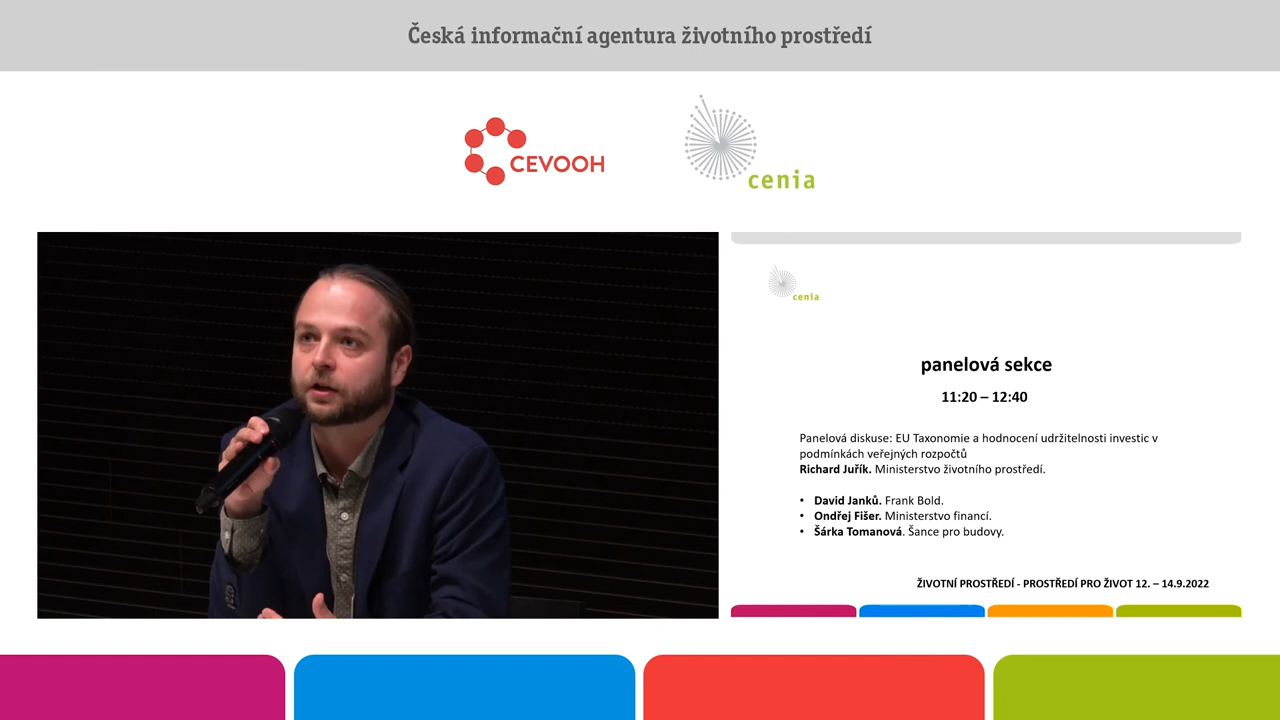 Česká informační agentura životního prostředí
CEVOOH
cenia
cenia
panelová sekce
11:20 – 12:40
Panelová diskuse: EU Taxonomie a hodnocení udržitelnosti investic v
podmínkách veřejných rozpočtů
Richard Juřík. Ministerstvo životního prostředí.
• David Janků. Frank Bold.
• Ondřej Fišer. Ministerstvo financí.
• Šárka Tomanová. Šance pro budovy.
ŽIVOTNÍ PROSTŘEDÍ - PROSTŘEDÍ PRO ŽIVOT 12. – 14.9.2022